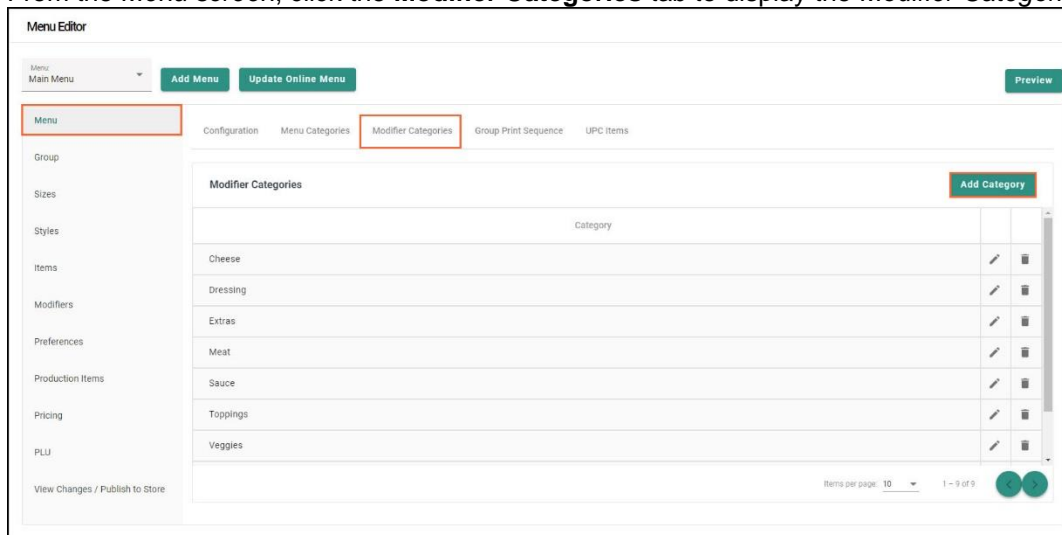 From the Menu screen, click the Modifier Categories tab to display the Modifier Categori
Menu Editor
Menu:
Main Menu
Add Menu
Update Online Menu
Preview
Menu
Configuration
Menu Categories
Modifier Categories
Group Print Sequence
UPC Items
Group
Sizes
Styles
Items
Modifiers
Preferences
Production Items
Pricing
PLU
View Changes / Publish to Store
Modifier Categories
Add Category
Category
Cheese
Dressing
Extras
Meat
Sauce
Toppings
Veggies
Items per page: 10
1 – 9 of 9